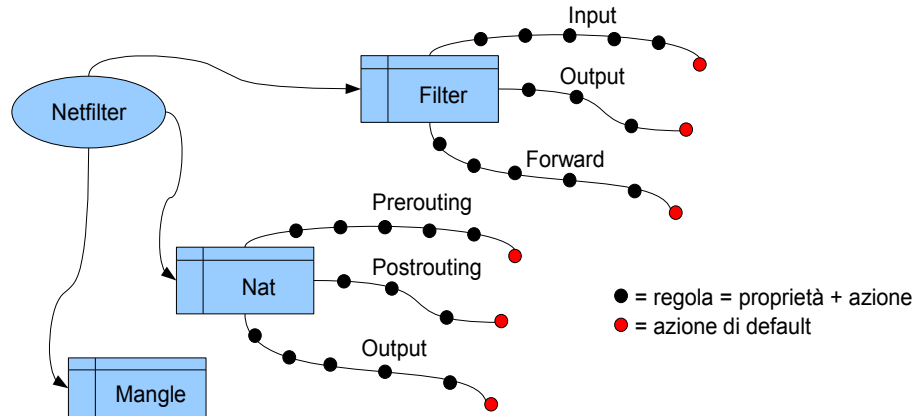 Input
Output
Filter
Netfilter
Forward
Prerouting
Postrouting
Nat
= regola = proprietà + azione
= azione di default
Output
Mangle